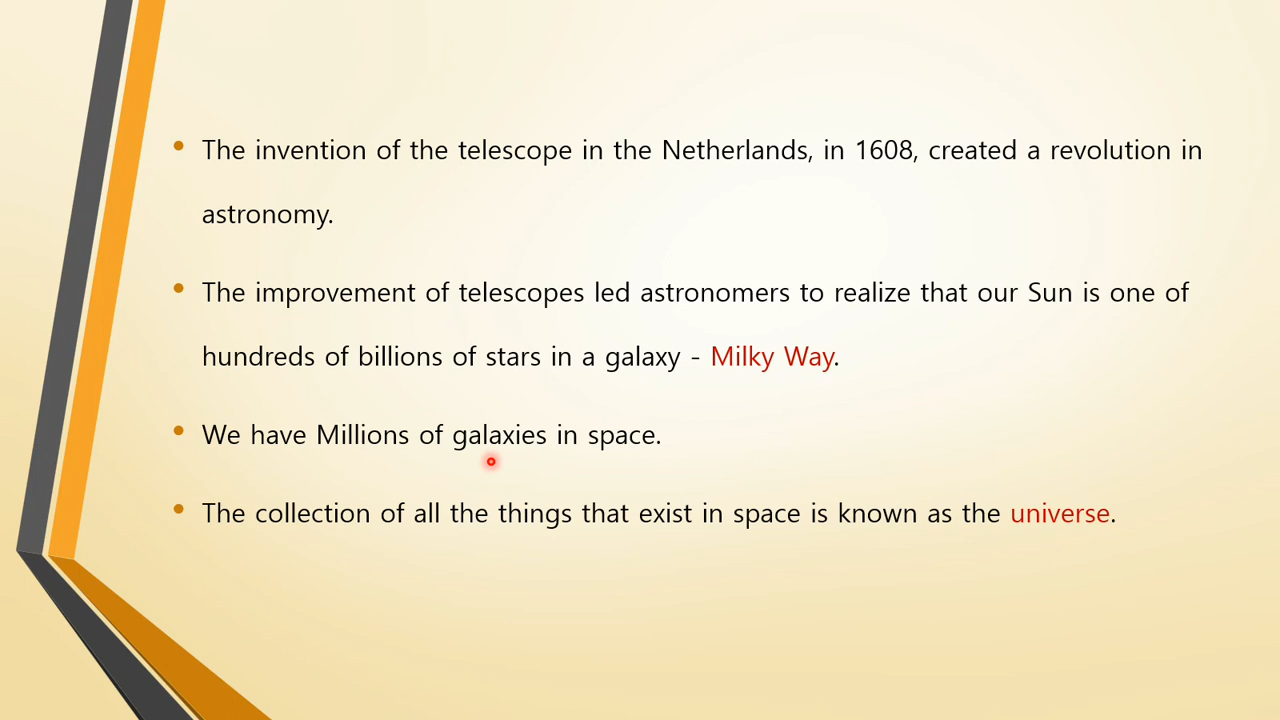 • The invention of the telescope in the Netherlands, in 1608, created a revolution in
astronomy.
• The improvement of telescopes led astronomers to realize that our Sun is one of
hundreds of billions of stars in a galaxy - Milky Way.
• We have Millions of galaxies in space.
• The collection of all the things that exist in space is known as the universe.